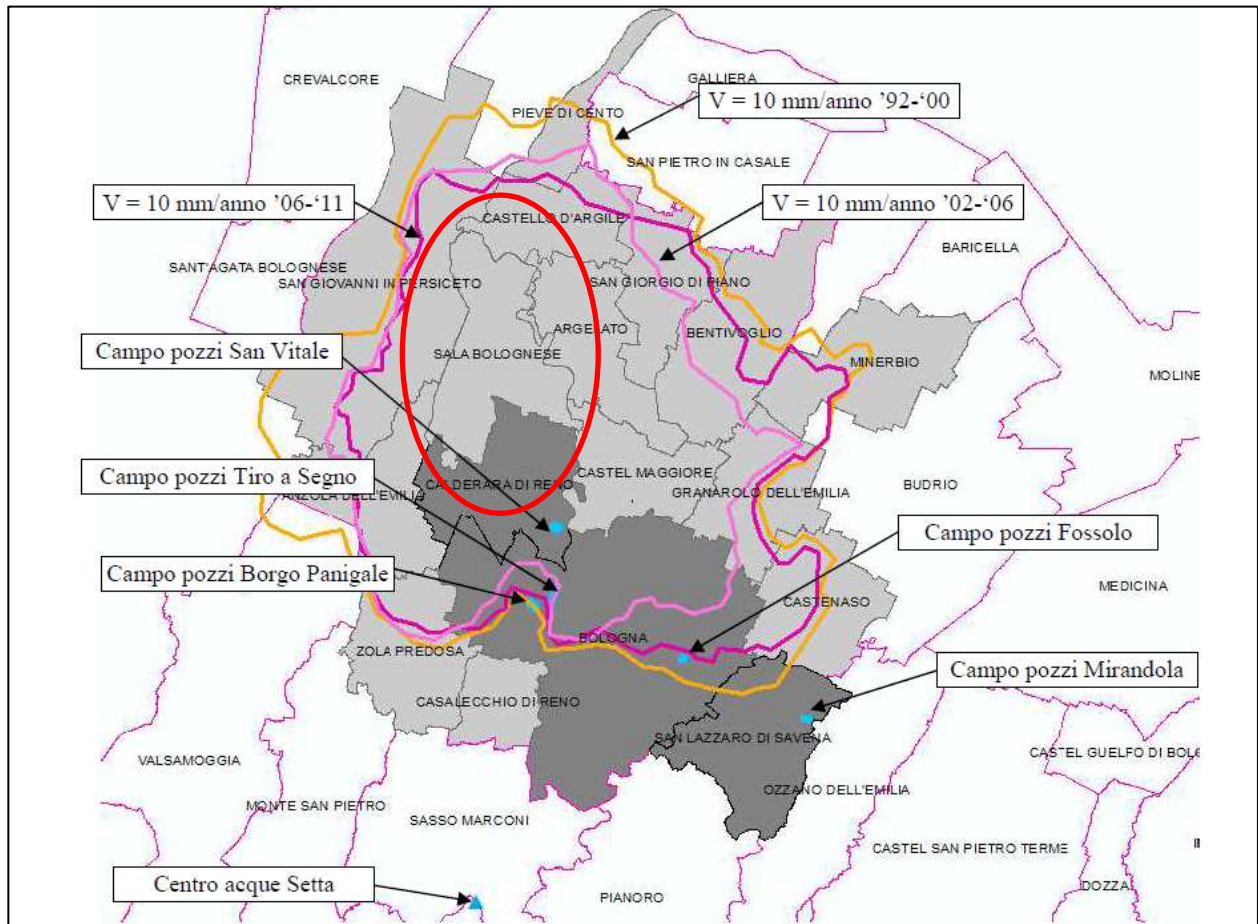 CREVALCORE
GALLIERA
V = 10 mm/anno '92-'00
PIEVE DI CENTO
SAN PIETRO IN CASALE
V = 10 mm/anno '06-'11
V = 10 mm/anno '02-'06
CASTELLO D'ARGILE
BARICELLA
SANT'AGATA BOLOGNESE
SAN GIOVANNI IN PERSICETO
SAN GIORGIO DI PIANO
ARGELATO
BENTIVOGLIO
Campo pozzi San Vitale
SALA BOLOGNESE
MINERBIO
MOLINE
Campo pozzi Tiro a Segno
CASTEL MAGGIORE
CALDERARA DI RENO
ANZOLA DELL'EMILIA
GRANAROLO DELL'EMILIA
BUDRIO
Campo pozzi Fossolo
Campo pozzi Borgo Panigale
MEDICINA
CASTENASO
BOLOGNA
ZOLA PREDOSA
Campo pozzi Mirandola
CASALECCHIO DI RENO
SAN LAZZARO DI SAVENA
VALSAMOGGIA
CASTEL GUELFO DI BOLO
OZZANO DELL'EMILIA
MONTE SAN PIETRO
SASSO MARCONI
CASTEL SAN PIETRO TERME
Centro acque Setta
PIANORO
DOZZA